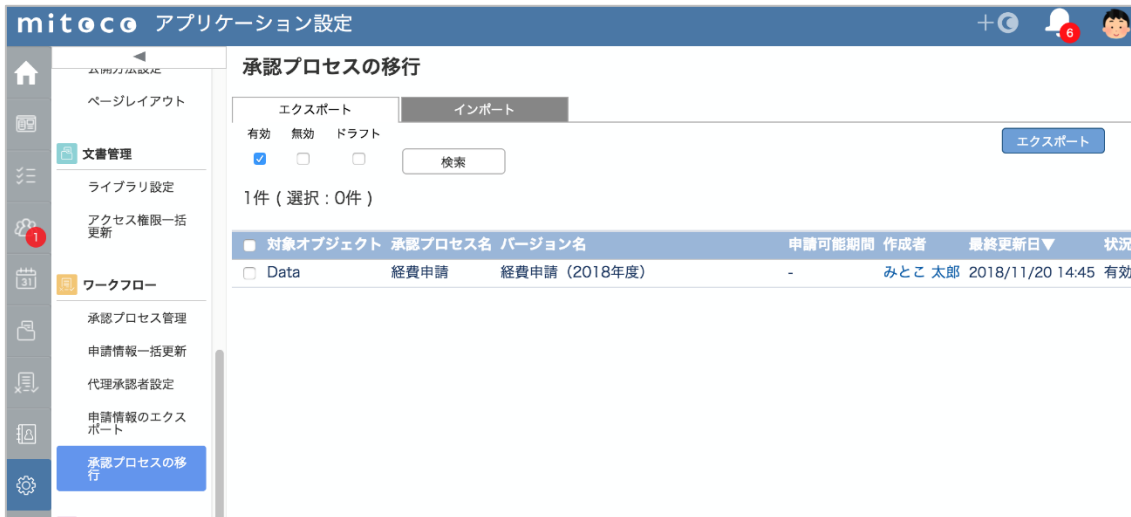 mitoco アプリケーション設定
6
公開方法設定
ページレイアウト
文書管理
ライブラリ設定
アクセス権限一括
更新
1
31
ワークフロー
承認プロセス管理
申請情報一括更新
代理承認者設定
申請情報のエクス
ポート
承認プロセスの移
行
承認プロセスの移行
エクスポート
インポート
有効 無効 ドラフト
検索
エクスポート
1件 ( 選択 : 0件 )
対象オブジェクト 承認プロセス名 バージョン名 申請可能期間 作成者 最終更新日▼ 状況
Data 経費申請 経費申請（2018年度） - みとこ 太郎 2018/11/20 14:45 有効